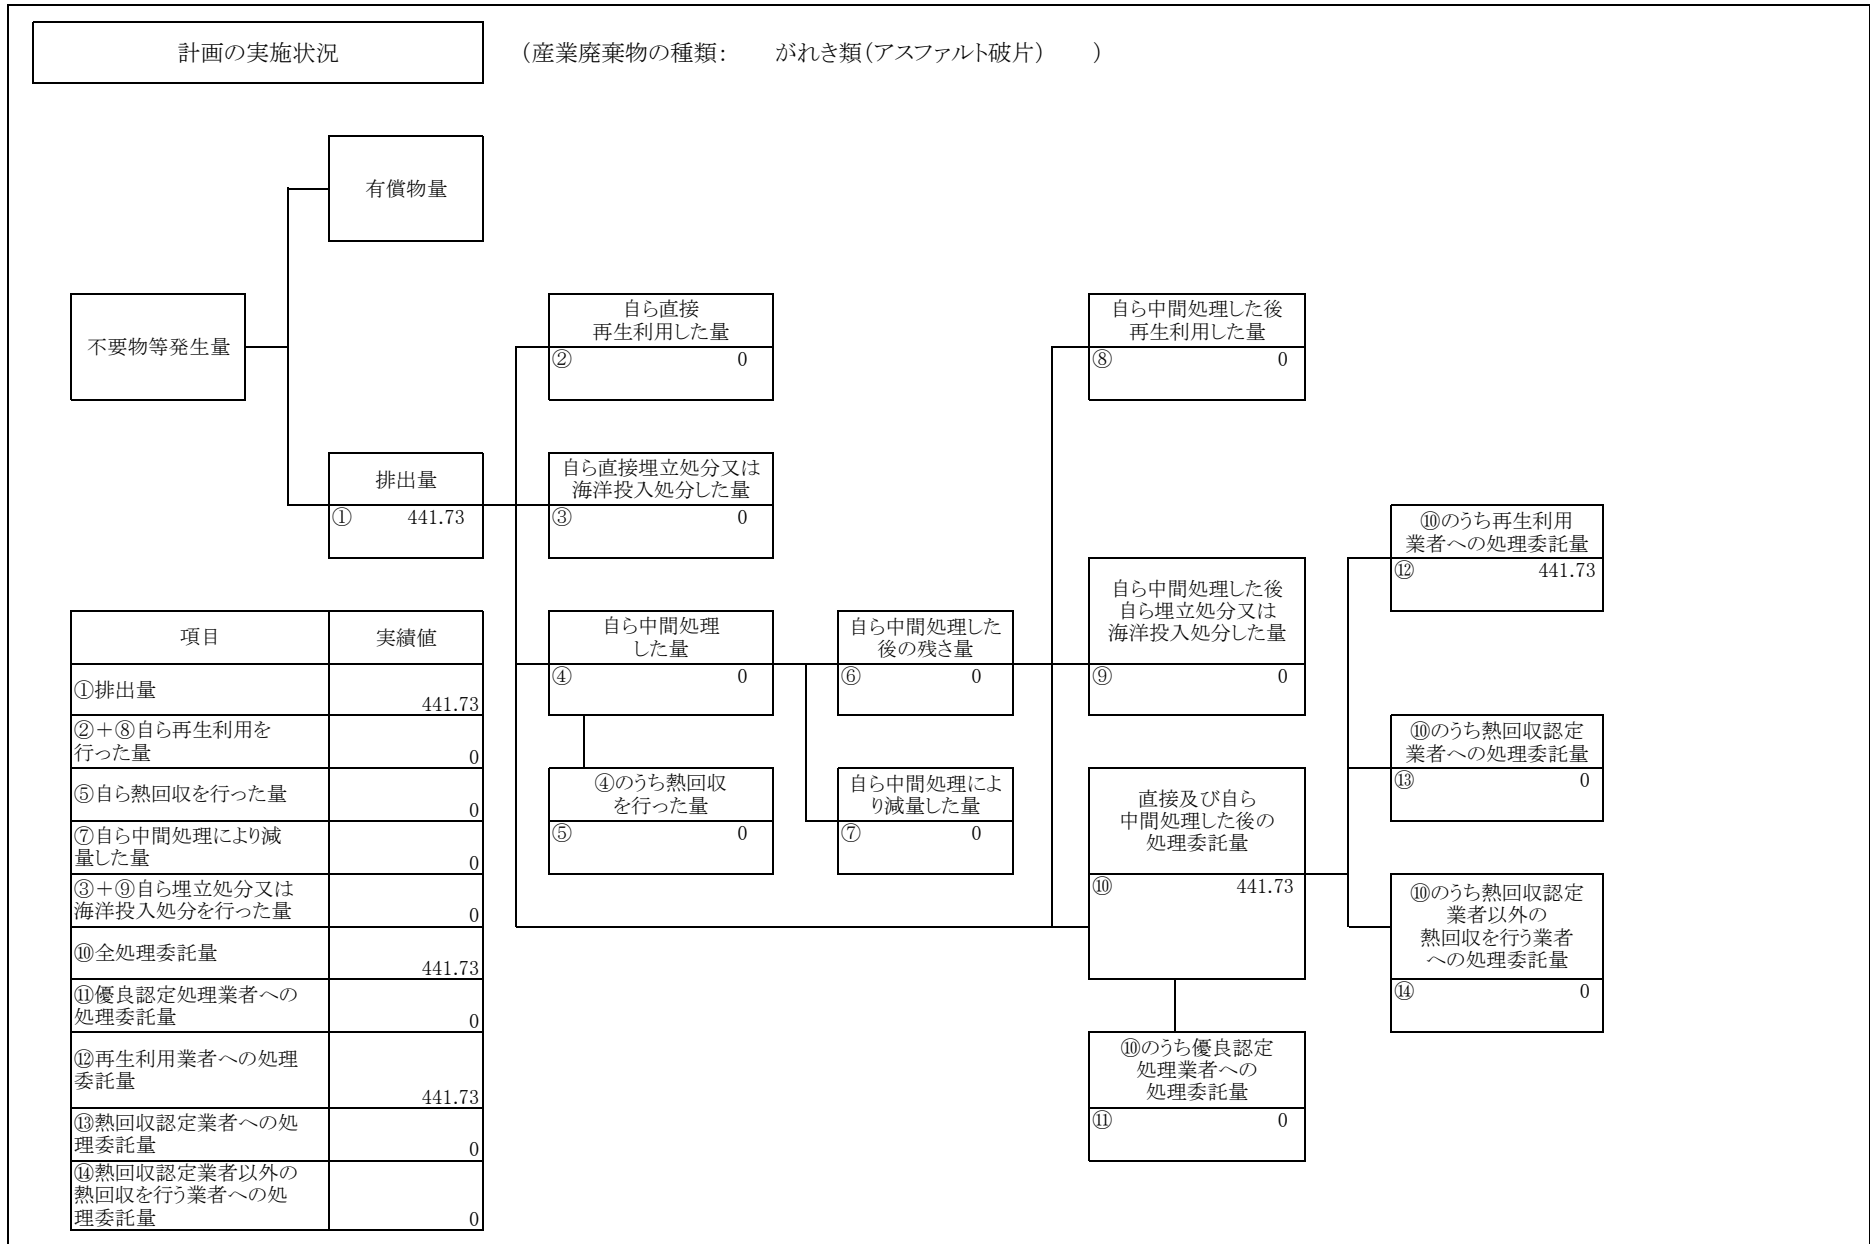 計画の実施状況
（産業廃棄物の種類：　がれき類（アスファルト破片）　）
有償物量
不要物等発生量
排出量
① 441.73
自ら直接
再生利用した量
② 0
自ら直接埋立処分又は
海洋投入処分した量
③ 0
自ら中間処理
した量
④ 0
④のうち熱回収
を行った量
⑤ 0
自ら中間処理した
後の残さ量
⑥ 0
自ら中間処理によ
り減量した量
⑦ 0
自ら中間処理した後
再生利用した量
⑧ 0
自ら中間処理した後
自ら埋立処分又は
海洋投入処分した量
⑨ 0
直接及び自ら
中間処理した後の
処理委託量
⑩ 441.73
⑩のうち優良認定
処理業者への
処理委託量
⑪ 0
⑩のうち再生利用
業者への処理委託量
⑫ 441.73
⑩のうち熱回収認定
業者への処理委託量
⑬ 0
⑩のうち熱回収認定
業者以外の
熱回収を行う業者
への処理委託量
⑭ 0
項目 実績値
①排出量
441.73
②＋⑧自ら再生利用を
行った量
0
⑤自ら熱回収を行った量
0
⑦自ら中間処理により減
量した量
0
③＋⑨自ら埋立処分又は
海洋投入処分を行った量
0
⑩全処理委託量
441.73
⑪優良認定処理業者への
処理委託量
0
⑫再生利用業者への処理
委託量
441.73
⑬熱回収認定業者への処
理委託量
0
⑭熱回収認定業者以外の
熱回収を行う業者への処
理委託量
0